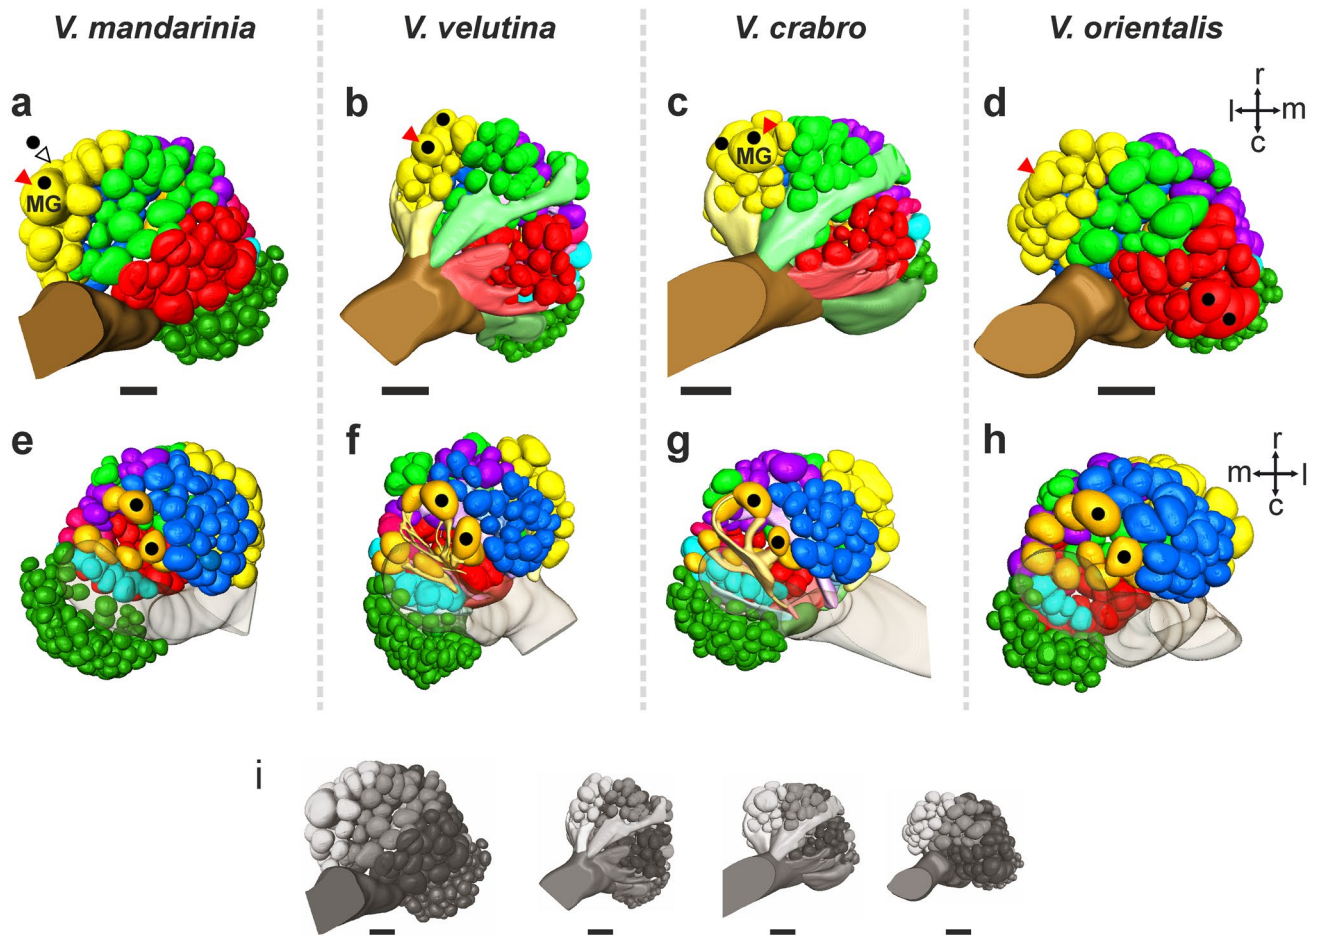 V. mandarinia V. velutina V. crabro V. orientalis
a b c d
r
l m
c
MG MG
e f g h
r
m l
c
i